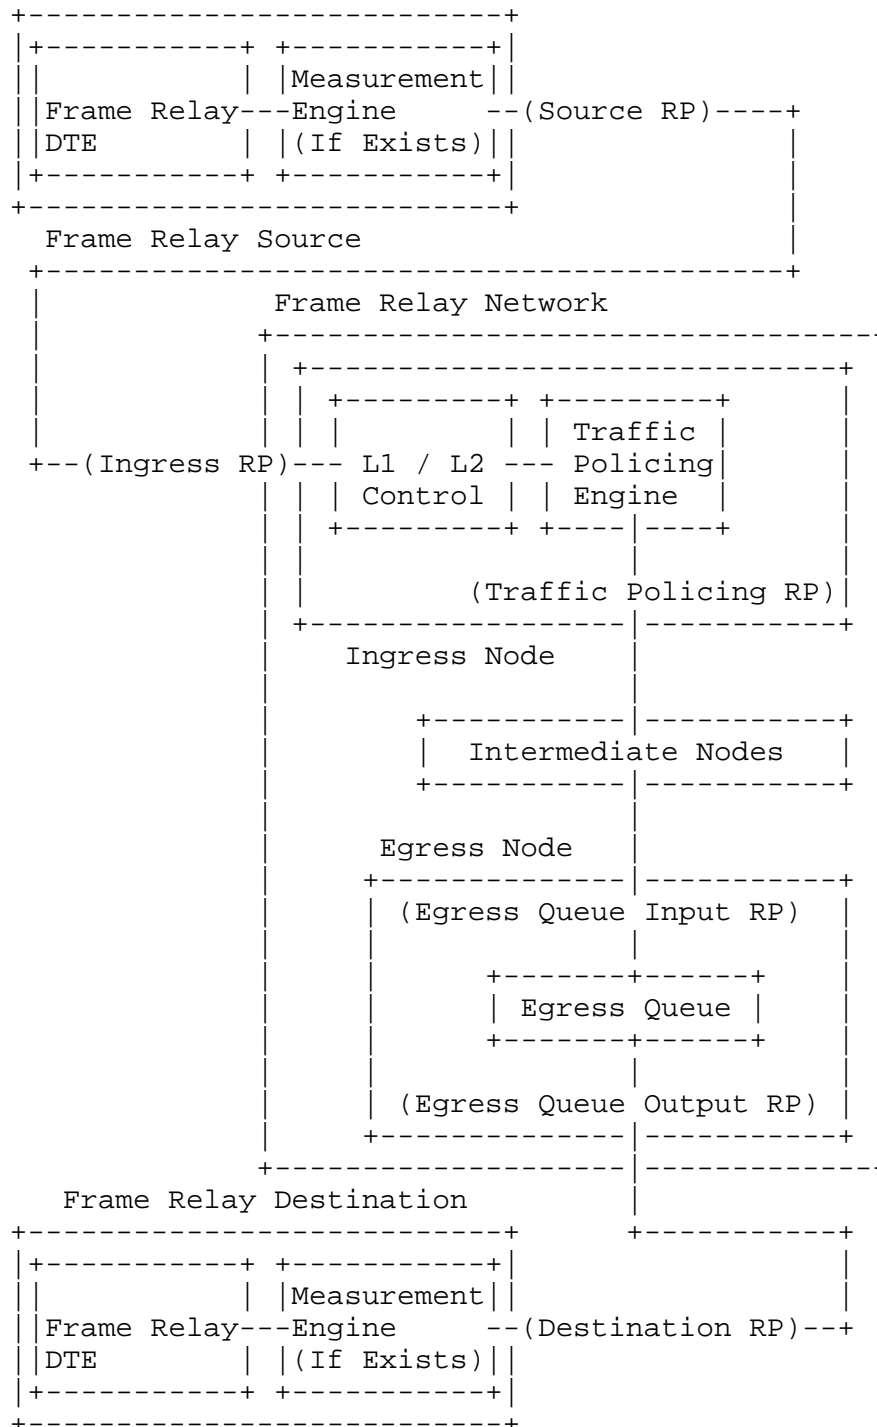 Measurement
Frame Relay Engine (Source RP)
DTE (If Exists)
Frame Relay Source
Frame Relay Network
Traffic
(Ingress RP) L1 / L2 Policing
Control Engine
(Traffic Policing RP)
Ingress Node
Intermediate Nodes
Egress Node
(Egress Queue Input RP)
Egress Queue
(Egress Queue Output RP)
Frame Relay Destination
Measurement
Frame Relay Engine (Destination RP)
DTE (If Exists)